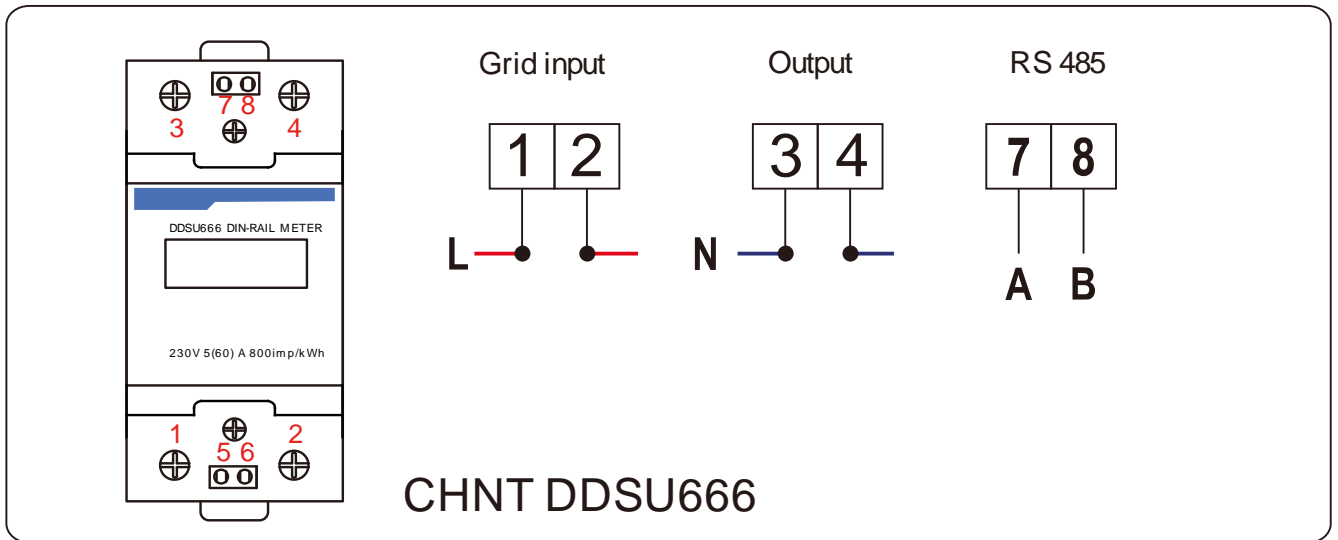 Grid input
Output
RS 485
7 8
3 4
1 2
3 4
7 8
DDSU666 DIN-RAIL METER
L
N
A B
230V 5(60) A 800imp/kWh
1 2
5 6
CHNT DDSU666